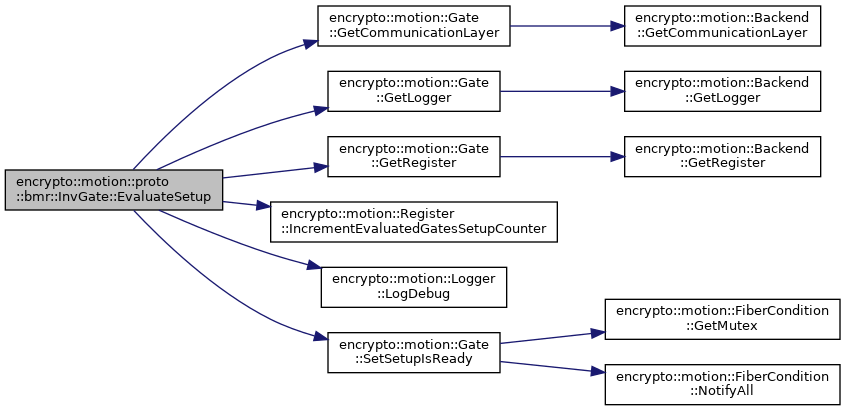 encrypto::motion::Gate
::GetCommunicationLayer
encrypto::motion::Backend
::GetCommunicationLayer
encrypto::motion::Gate
::GetLogger
encrypto::motion::Backend
::GetLogger
encrypto::motion::Gate
::GetRegister
encrypto::motion::Backend
::GetRegister
encrypto::motion::proto
::bmr::InvGate::EvaluateSetup
encrypto::motion::Register
::IncrementEvaluatedGatesSetupCounter
encrypto::motion::Logger
::LogDebug
encrypto::motion::Gate
::SetSetupIsReady
encrypto::motion::FiberCondition
::GetMutex
encrypto::motion::FiberCondition
::NotifyAll